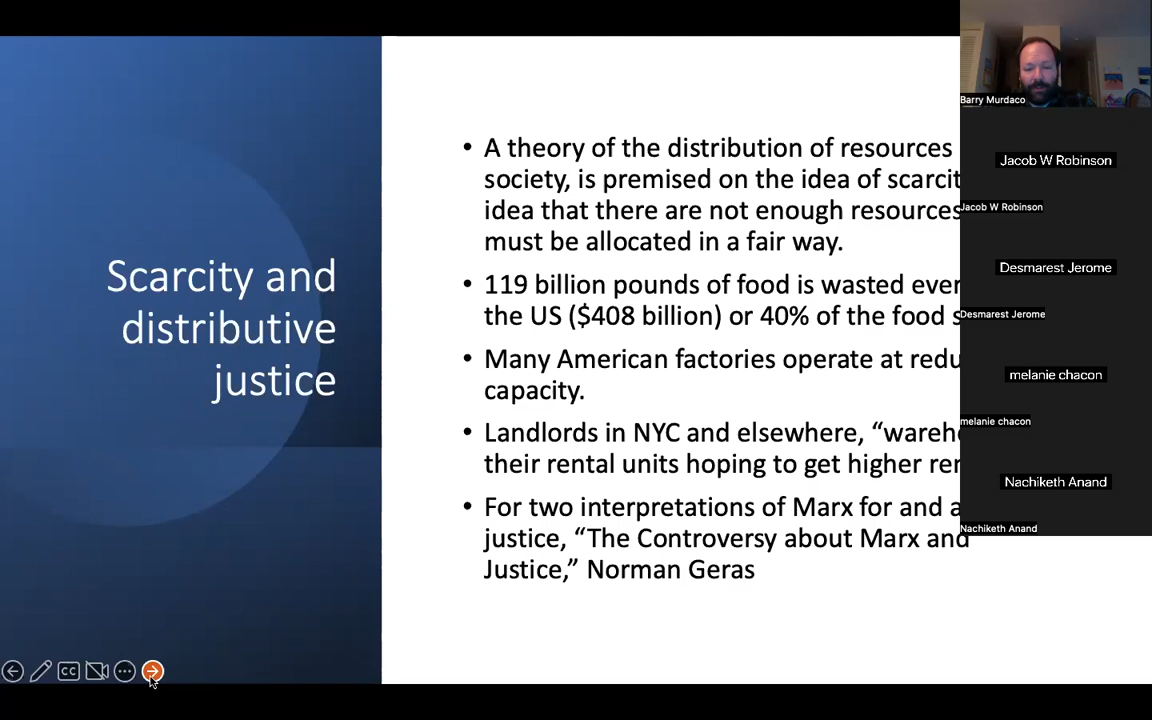 Scarcity and
distributive
justice
• A theory of the distribution of resources
society, is premised on the idea of
idea that there are not enough resources
must be allocated in a fair way.
• 119 billion pounds of food is wasted
the US ($408 billion) or 40% of the food
• Many American factories operate at
capacity.
• Landlords in NYC and elsewhere,
their rental units hoping to get higher
• For two interpretations of Marx for and
justice, “The Controversy about Marx and
Justice,” Norman Geras
Barry Murdaco
Jacob W Robinson
Jacob W Robinson
Desmarest Jerome
Desmarest Jerome
melanie chacon
melanie chacon
Nachiketh Anand
Nachiketh Anand
CC